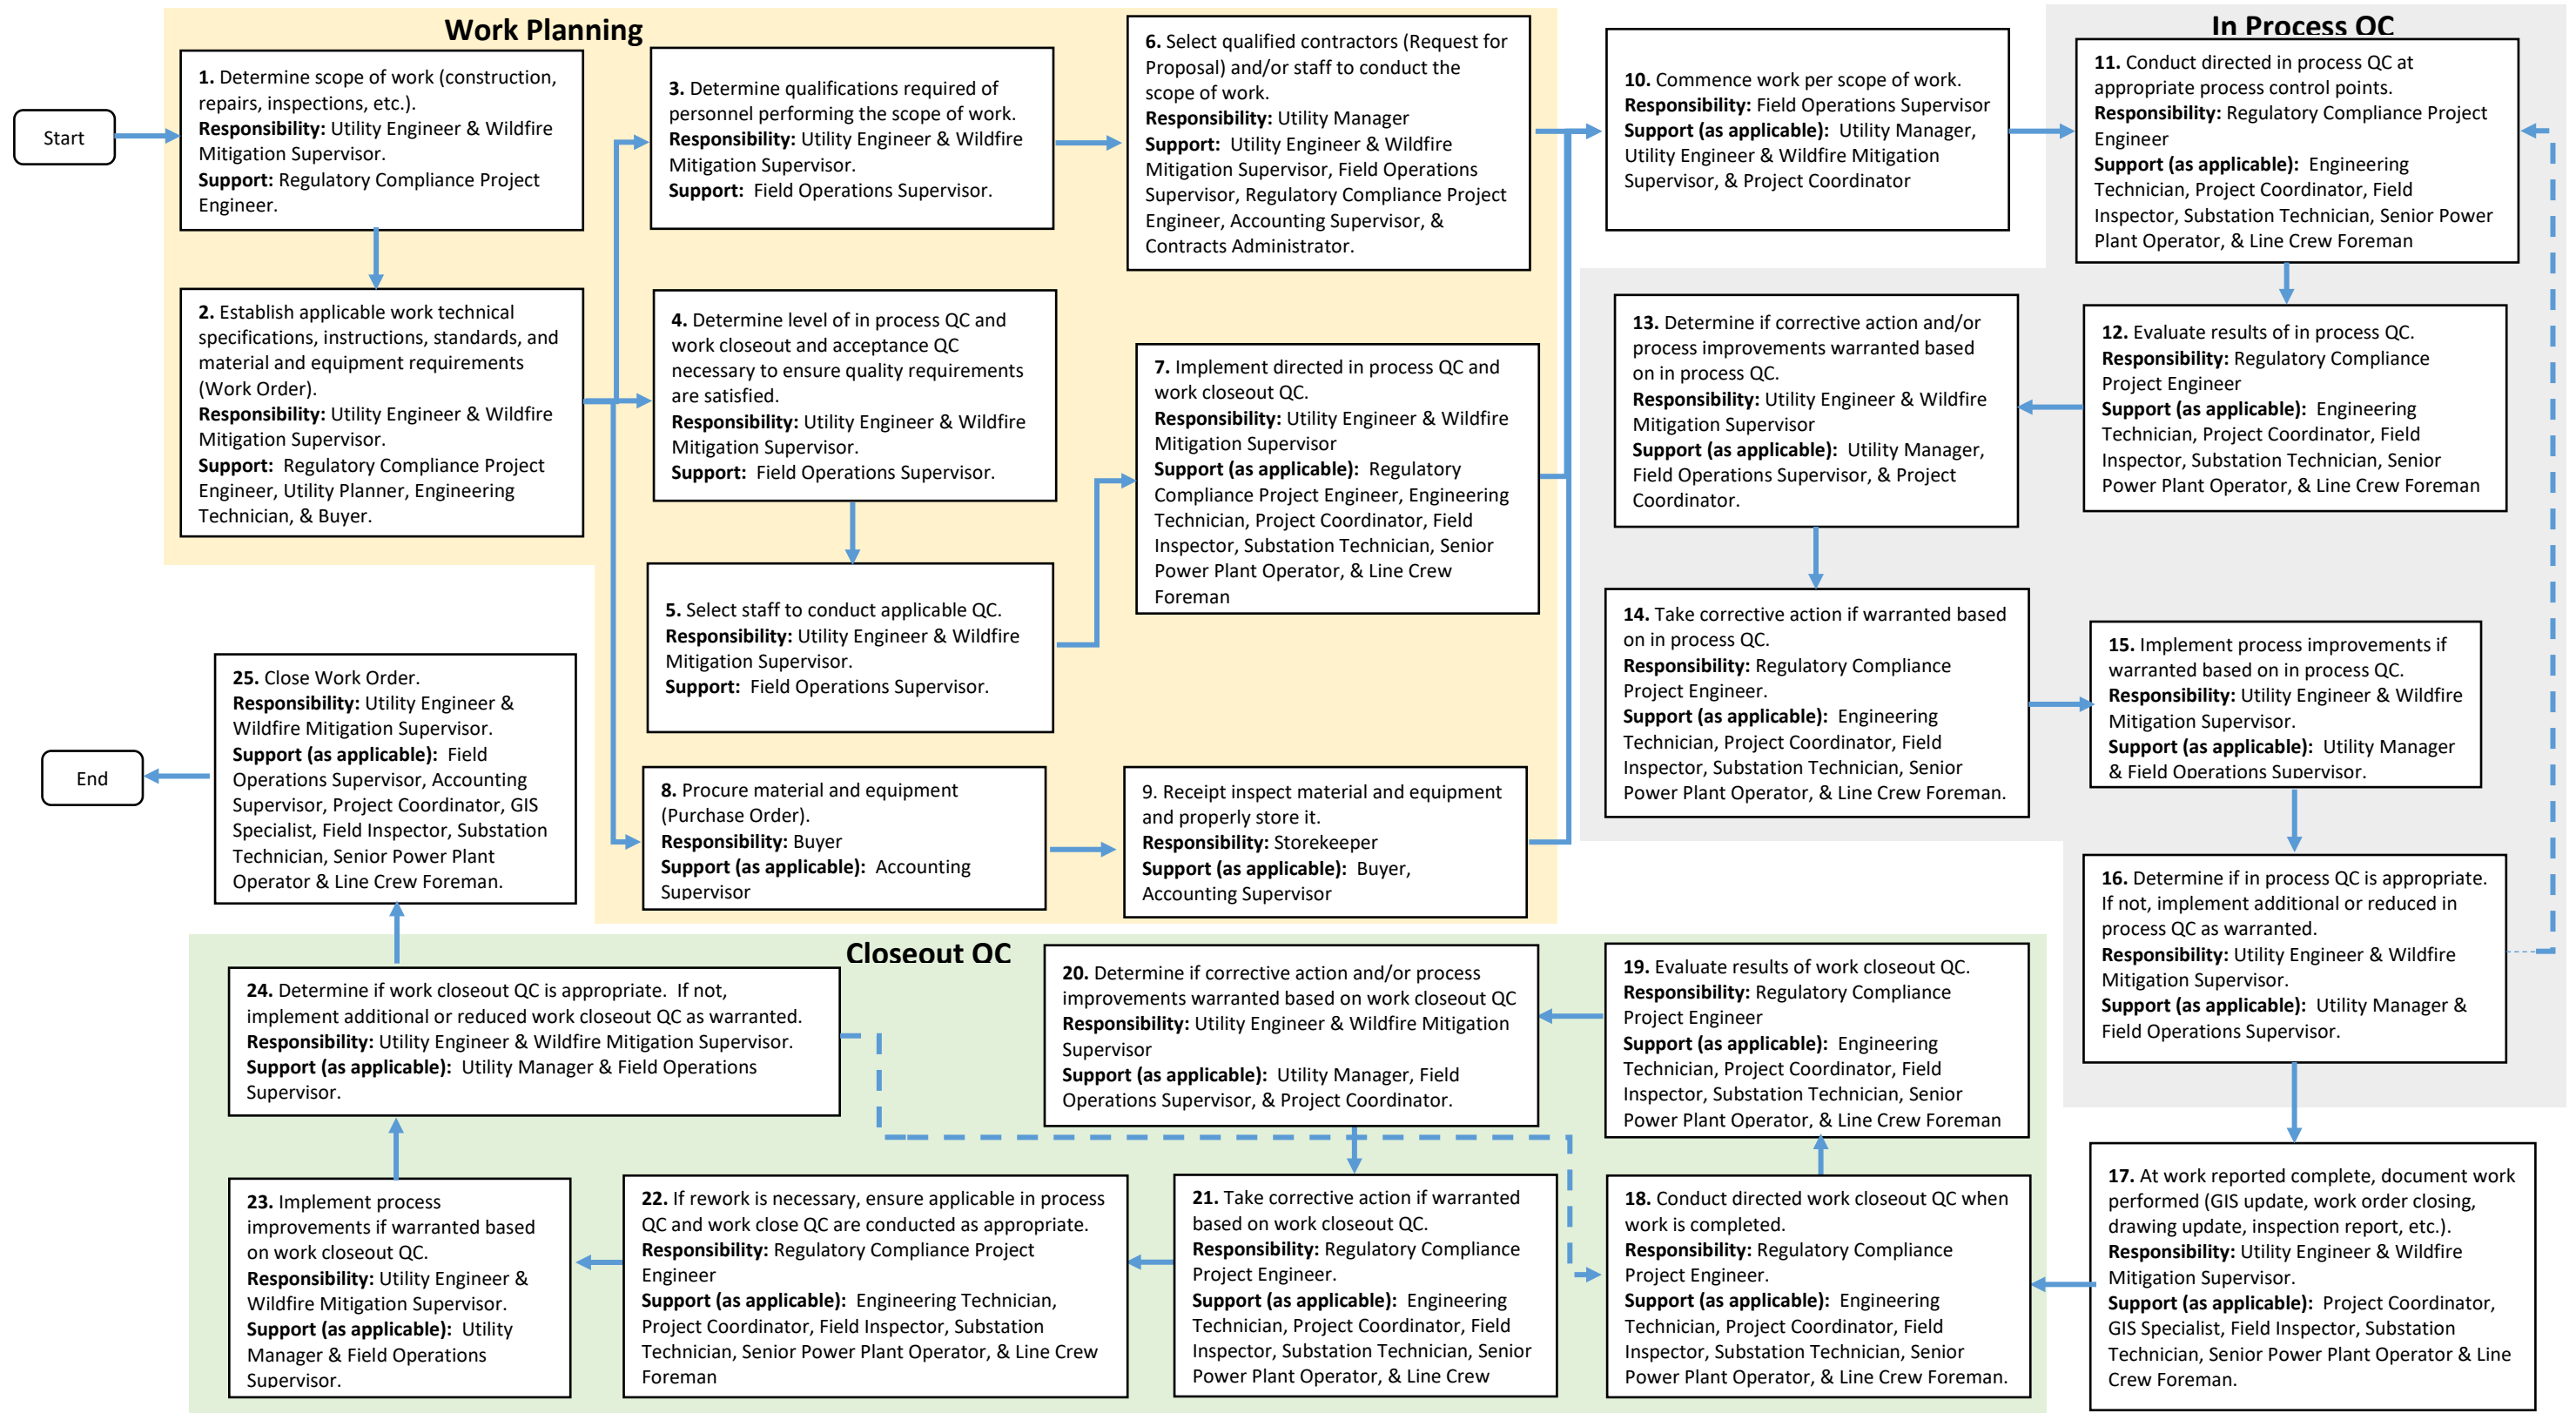 Work Planning
In Process QC
Start
1. Determine scope of work (construction,
repairs, inspections, etc.).
Responsibility: Utility Engineer & Wildfire
Mitigation Supervisor.
Support: Regulatory Compliance Project
Engineer.
2. Establish applicable work technical
specifications, instructions, standards, and
material and equipment requirements
(Work Order).
Responsibility: Utility Engineer & Wildfire
Mitigation Supervisor.
Support: Regulatory Compliance Project
Engineer, Utility Planner, Engineering
Technician, & Buyer.
3. Determine qualifications required of
personnel performing the scope of work.
Responsibility: Utility Engineer & Wildfire
Mitigation Supervisor.
Support: Field Operations Supervisor.
4. Determine level of in process QC and
work closeout and acceptance QC
necessary to ensure quality requirements
are satisfied.
Responsibility: Utility Engineer & Wildfire
Mitigation Supervisor.
Support: Field Operations Supervisor.
5. Select staff to conduct applicable QC.
Responsibility: Utility Engineer & Wildfire
Mitigation Supervisor.
Support: Field Operations Supervisor.
6. Select qualified contractors (Request for
Proposal) and/or staff to conduct the
scope of work.
Responsibility: Utility Manager
Support: Utility Engineer & Wildfire
Mitigation Supervisor, Field Operations
Supervisor, Regulatory Compliance Project
Engineer, Accounting Supervisor, &
Contracts Administrator.
7. Implement directed in process QC and
work closeout QC.
Responsibility: Utility Engineer & Wildfire
Mitigation Supervisor
Support (as applicable): Regulatory
Compliance Project Engineer, Engineering
Technician, Project Coordinator, Field
Inspector, Substation Technician, Senior
Power Plant Operator, & Line Crew
Foreman
8. Procure material and equipment
(Purchase Order).
Responsibility: Buyer
Support (as applicable): Accounting
Supervisor
9. Receipt inspect material and equipment
and properly store it.
Responsibility: Storekeeper
Support (as applicable): Buyer,
Accounting Supervisor
10. Commence work per scope of work.
Responsibility: Field Operations Supervisor
Support (as applicable): Utility Manager,
Utility Engineer & Wildfire Mitigation
Supervisor, & Project Coordinator
11. Conduct directed in process QC at
appropriate process control points.
Responsibility: Regulatory Compliance Project
Engineer
Support (as applicable): Engineering
Technician, Project Coordinator, Field
Inspector, Substation Technician, Senior Power
Plant Operator, & Line Crew Foreman
12. Evaluate results of in process QC.
Responsibility: Regulatory Compliance
Project Engineer
Support (as applicable): Engineering
Technician, Project Coordinator, Field
Inspector, Substation Technician, Senior
Power Plant Operator, & Line Crew Foreman
13. Determine if corrective action and/or
process improvements warranted based
on in process QC.
Responsibility: Utility Engineer & Wildfire
Mitigation Supervisor
Support (as applicable): Utility Manager,
Field Operations Supervisor, & Project
Coordinator.
14. Take corrective action if warranted based
on in process QC.
Responsibility: Regulatory Compliance
Project Engineer.
Support (as applicable): Engineering
Technician, Project Coordinator, Field
Inspector, Substation Technician, Senior
Power Plant Operator, & Line Crew Foreman.
15. Implement process improvements if
warranted based on in process QC.
Responsibility: Utility Engineer & Wildfire
Mitigation Supervisor.
Support (as applicable): Utility Manager
& Field Operations Supervisor.
16. Determine if in process QC is appropriate.
If not, implement additional or reduced in
process QC as warranted.
Responsibility: Utility Engineer & Wildfire
Mitigation Supervisor.
Support (as applicable): Utility Manager &
Field Operations Supervisor.
17. At work reported complete, document work
performed (GIS update, work order closing,
drawing update, inspection report, etc.).
Responsibility: Utility Engineer & Wildfire
Mitigation Supervisor.
Support (as applicable): Project Coordinator,
GIS Specialist, Field Inspector, Substation
Technician, Senior Power Plant Operator & Line
Crew Foreman.
Closeout QC
18. Conduct directed work closeout QC when
work is completed.
Responsibility: Regulatory Compliance
Project Engineer.
Support (as applicable): Engineering
Technician, Project Coordinator, Field
Inspector, Substation Technician, Senior
Power Plant Operator, & Line Crew Foreman.
19. Evaluate results of work closeout QC.
Responsibility: Regulatory Compliance
Project Engineer
Support (as applicable): Engineering
Technician, Project Coordinator, Field
Inspector, Substation Technician, Senior
Power Plant Operator, & Line Crew Foreman
20. Determine if corrective action and/or process
improvements warranted based on work closeout QC
Responsibility: Utility Engineer & Wildfire Mitigation
Supervisor
Support (as applicable): Utility Manager, Field
Operations Supervisor, & Project Coordinator.
21. Take corrective action if warranted
based on work closeout QC.
Responsibility: Regulatory Compliance
Project Engineer.
Support (as applicable): Engineering
Technician, Project Coordinator, Field
Inspector, Substation Technician, Senior
Power Plant Operator, & Line Crew
22. If rework is necessary, ensure applicable in process
QC and work close QC are conducted as appropriate.
Responsibility: Regulatory Compliance Project
Engineer
Support (as applicable): Engineering Technician,
Project Coordinator, Field Inspector, Substation
Technician, Senior Power Plant Operator, & Line Crew
Foreman
23. Implement process
improvements if warranted based
on work closeout QC.
Responsibility: Utility Engineer &
Wildfire Mitigation Supervisor.
Support (as applicable): Utility
Manager & Field Operations
Supervisor.
24. Determine if work closeout QC is appropriate. If not,
implement additional or reduced work closeout QC as warranted.
Responsibility: Utility Engineer & Wildfire Mitigation Supervisor.
Support (as applicable): Utility Manager & Field Operations
Supervisor.
25. Close Work Order.
Responsibility: Utility Engineer &
Wildfire Mitigation Supervisor.
Support (as applicable): Field
Operations Supervisor, Accounting
Supervisor, Project Coordinator, GIS
Specialist, Field Inspector, Substation
Technician, Senior Power Plant
Operator & Line Crew Foreman.
End